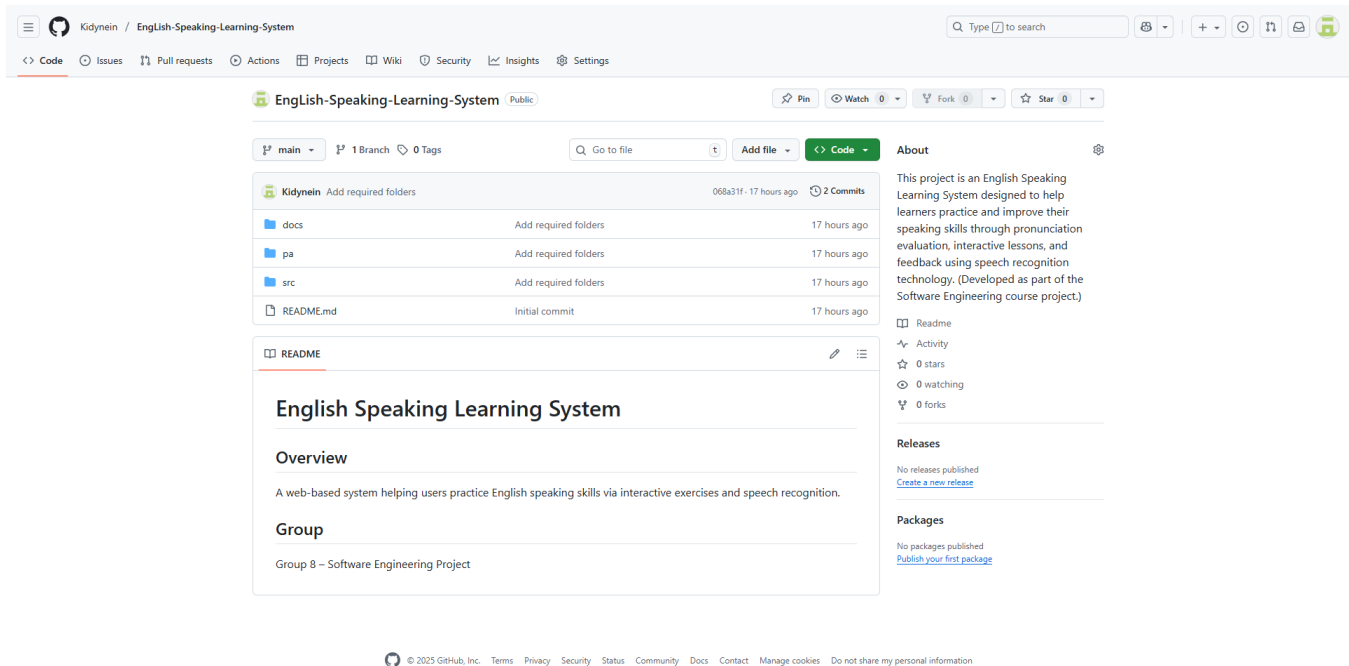 Kidynein / EngLish-Speaking-Learning-System
Type / to search
Code Issues Pull requests Actions Projects Wiki Security Insights Settings
EngLish-Speaking-Learning-System Public
Pin Watch 0 Fork 0 Star 0
main 1 Branch 0 Tags
Go to file t
Add file
Code
Kidynein Add required folders 068a31f · 17 hours ago 2 Commits
docs Add required folders 17 hours ago
pa Add required folders 17 hours ago
src Add required folders 17 hours ago
README.md Initial commit 17 hours ago
README
English Speaking Learning System
Overview
A web-based system helping users practice English speaking skills via interactive exercises and speech recognition.
Group
Group 8 – Software Engineering Project
About
This project is an English Speaking
Learning System designed to help
learners practice and improve their
speaking skills through pronunciation
evaluation, interactive lessons, and
feedback using speech recognition
technology. (Developed as part of the
Software Engineering course project.)
Readme
Activity
0 stars
0 watching
0 forks
Releases
No releases published
Create a new release
Packages
No packages published
Publish your first package
© 2025 GitHub, Inc. Terms Privacy Security Status Community Docs Contact Manage cookies Do not share my personal information